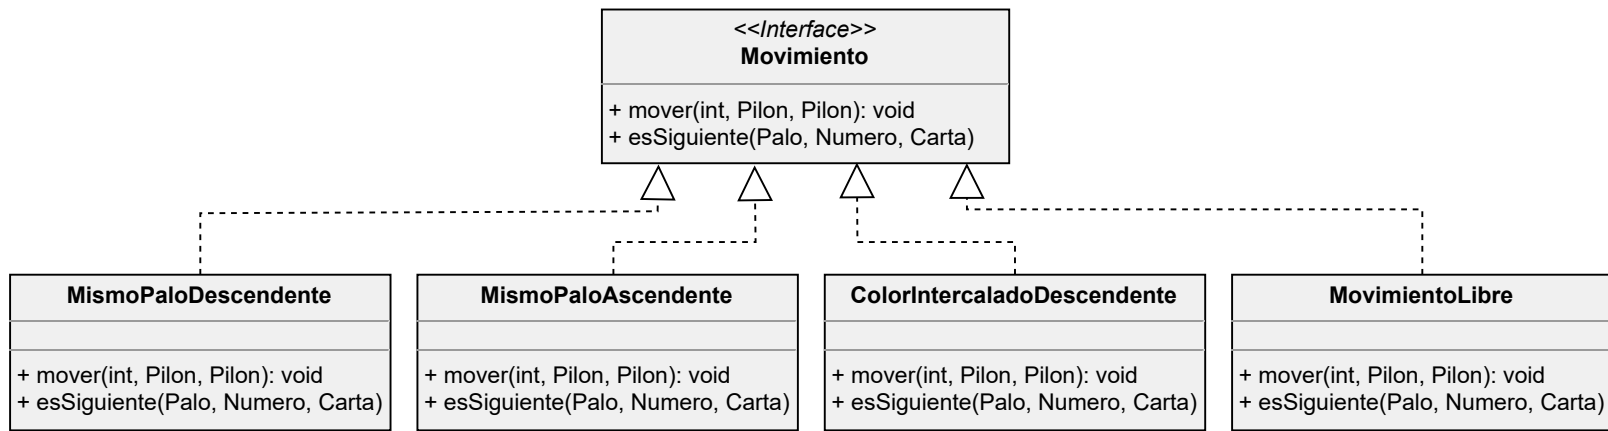 <<Interface>>
Movimiento
+ mover(int, Pilon, Pilon): void
+ esSiguiente(Palo, Numero, Carta)
MismoPaloDescendente
+ mover(int, Pilon, Pilon): void
+ esSiguiente(Palo, Numero, Carta)
MismoPaloAscendente
+ mover(int, Pilon, Pilon): void
+ esSiguiente(Palo, Numero, Carta)
ColorIntercaladoDescendente
+ mover(int, Pilon, Pilon): void
+ esSiguiente(Palo, Numero, Carta)
MovimientoLibre
+ mover(int, Pilon, Pilon): void
+ esSiguiente(Palo, Numero, Carta)